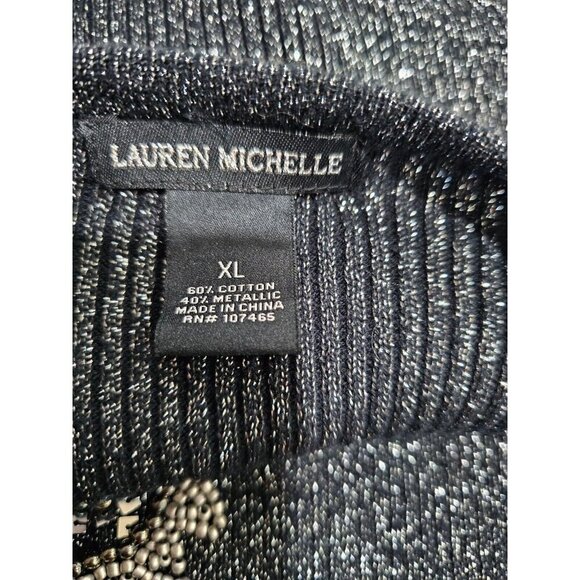 LAUREN MICHELLE
XL
60% COTTON
40% METALLIC
MADE IN CHINA
RN# 107465